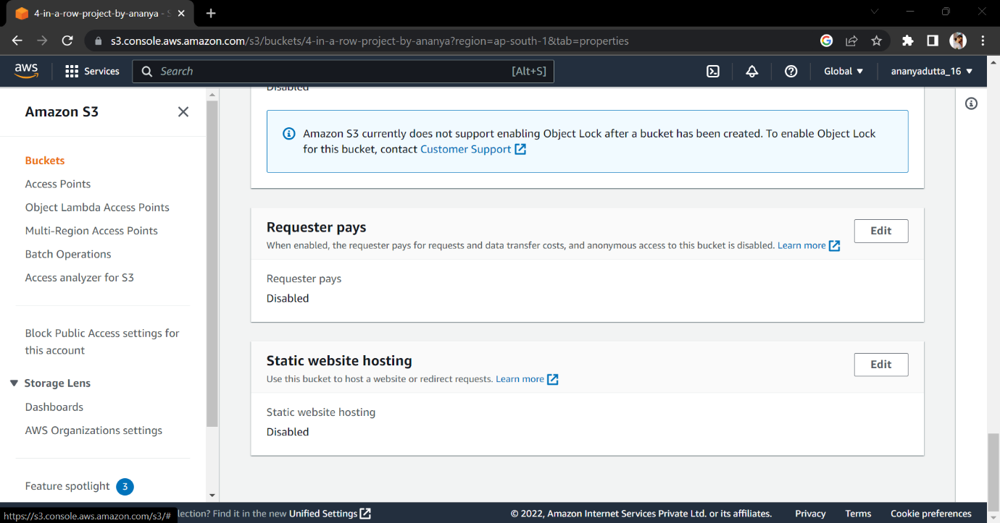 4-in-a-row-project-by-ananya - S
s3.console.aws.amazon.com/s3/buckets/4-in-a-row-project-by-ananya?region=ap-south-1&tab=properties
aws
Services
Search
[Alt+S]
Global
ananyadutta_16
Amazon S3
Buckets
Access Points
Object Lambda Access Points
Multi-Region Access Points
Batch Operations
Access analyzer for S3
Block Public Access settings for
this account
Storage Lens
Dashboards
AWS Organizations settings
Feature spotlight 3
Disabled
Amazon S3 currently does not support enabling Object Lock after a bucket has been created. To enable Object Lock
for this bucket, contact Customer Support
Requester pays
Edit
When enabled, the requester pays for requests and data transfer costs, and anonymous access to this bucket is disabled. Learn more
Requester pays
Disabled
Static website hosting
Edit
Use this bucket to host a website or redirect requests. Learn more
Static website hosting
Disabled
https://s3.console.aws.amazon.com/s3/#
lection? Find it in the new Unified Settings
© 2022, Amazon Internet Services Private Ltd. or its affiliates.
Privacy
Terms
Cookie preferences